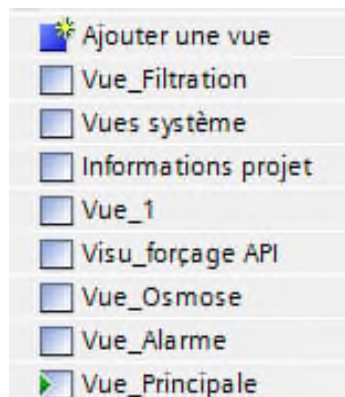 Ajouter une vue
Vue_Filtration
Vues système
Informations projet
Vue_1
Visu_forçage API
Vue_Osmose
Vue_Alarme
Vue_Principale